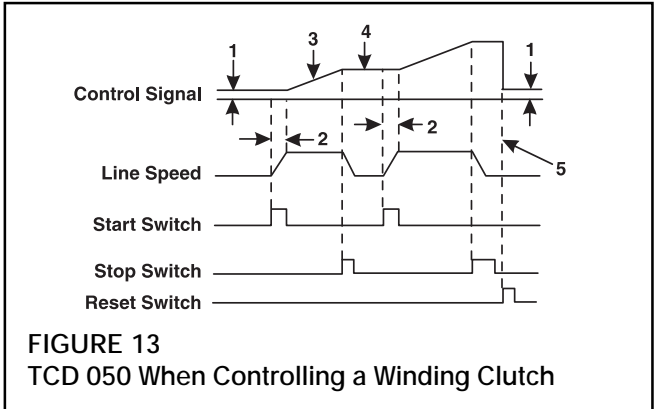 1 3 4 1
Control Signal
2 2
Line Speed 5
Start Switch
Stop Switch
Reset Switch
FIGURE 13
TCD 050 When Controlling a Winding Clutch